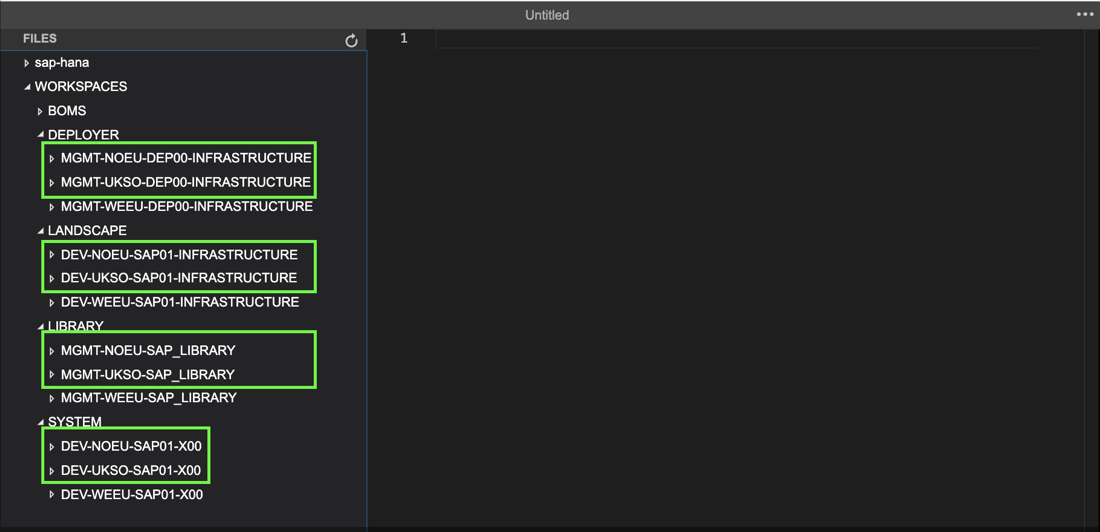 Untitled
FILES
1
sap-hana
WORKSPACES
BOMS
DEPLOYER
MGMT-NOEU-DEP00-INFRASTRUCTURE
MGMT-UKSO-DEP00-INFRASTRUCTURE
MGMT-WEEU-DEP00-INFRASTRUCTURE
LANDSCAPE
DEV-NOEU-SAP01-INFRASTRUCTURE
DEV-UKSO-SAP01-INFRASTRUCTURE
DEV-WEEU-SAP01-INFRASTRUCTURE
LIBRARY
MGMT-NOEU-SAP_LIBRARY
MGMT-UKSO-SAP_LIBRARY
MGMT-WEEU-SAP_LIBRARY
SYSTEM
DEV-NOEU-SAP01-X00
DEV-UKSO-SAP01-X00
DEV-WEEU-SAP01-X00